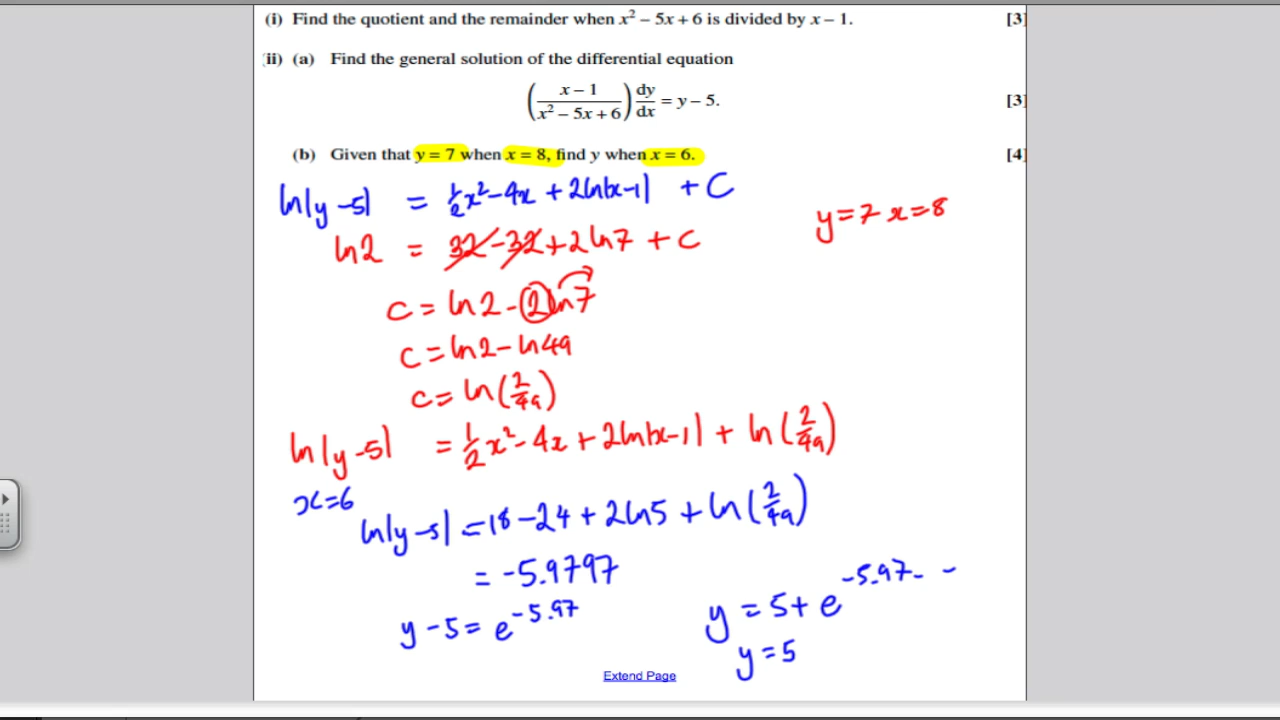 (i) Find the quotient and the remainder when x² – 5x + 6 is divided by x – 1. [3]
ii) (a) Find the general solution of the differential equation
((x – 1)/(x² – 5x + 6)) dy/dx = y – 5. [3]
(b) Given that y = 7 when x = 8, find y when x = 6. [4]
ln|y-5| = ½x²-4x+2ln|x-1| + C
y=7 x=8
ln2 = 32-32+2ln7 + c
c = ln2-2ln7
c=ln2-ln49
c= ln(2/49)
ln|y-5| = ½x²-4x+2ln|x-1| + ln(2/49)
x=6
ln|y-5| = 18-24+2ln5+ln(2/49)
= -5.9797
y-5= e^-5.97
y = 5+e^-5.97- -
y=5
Extend Page